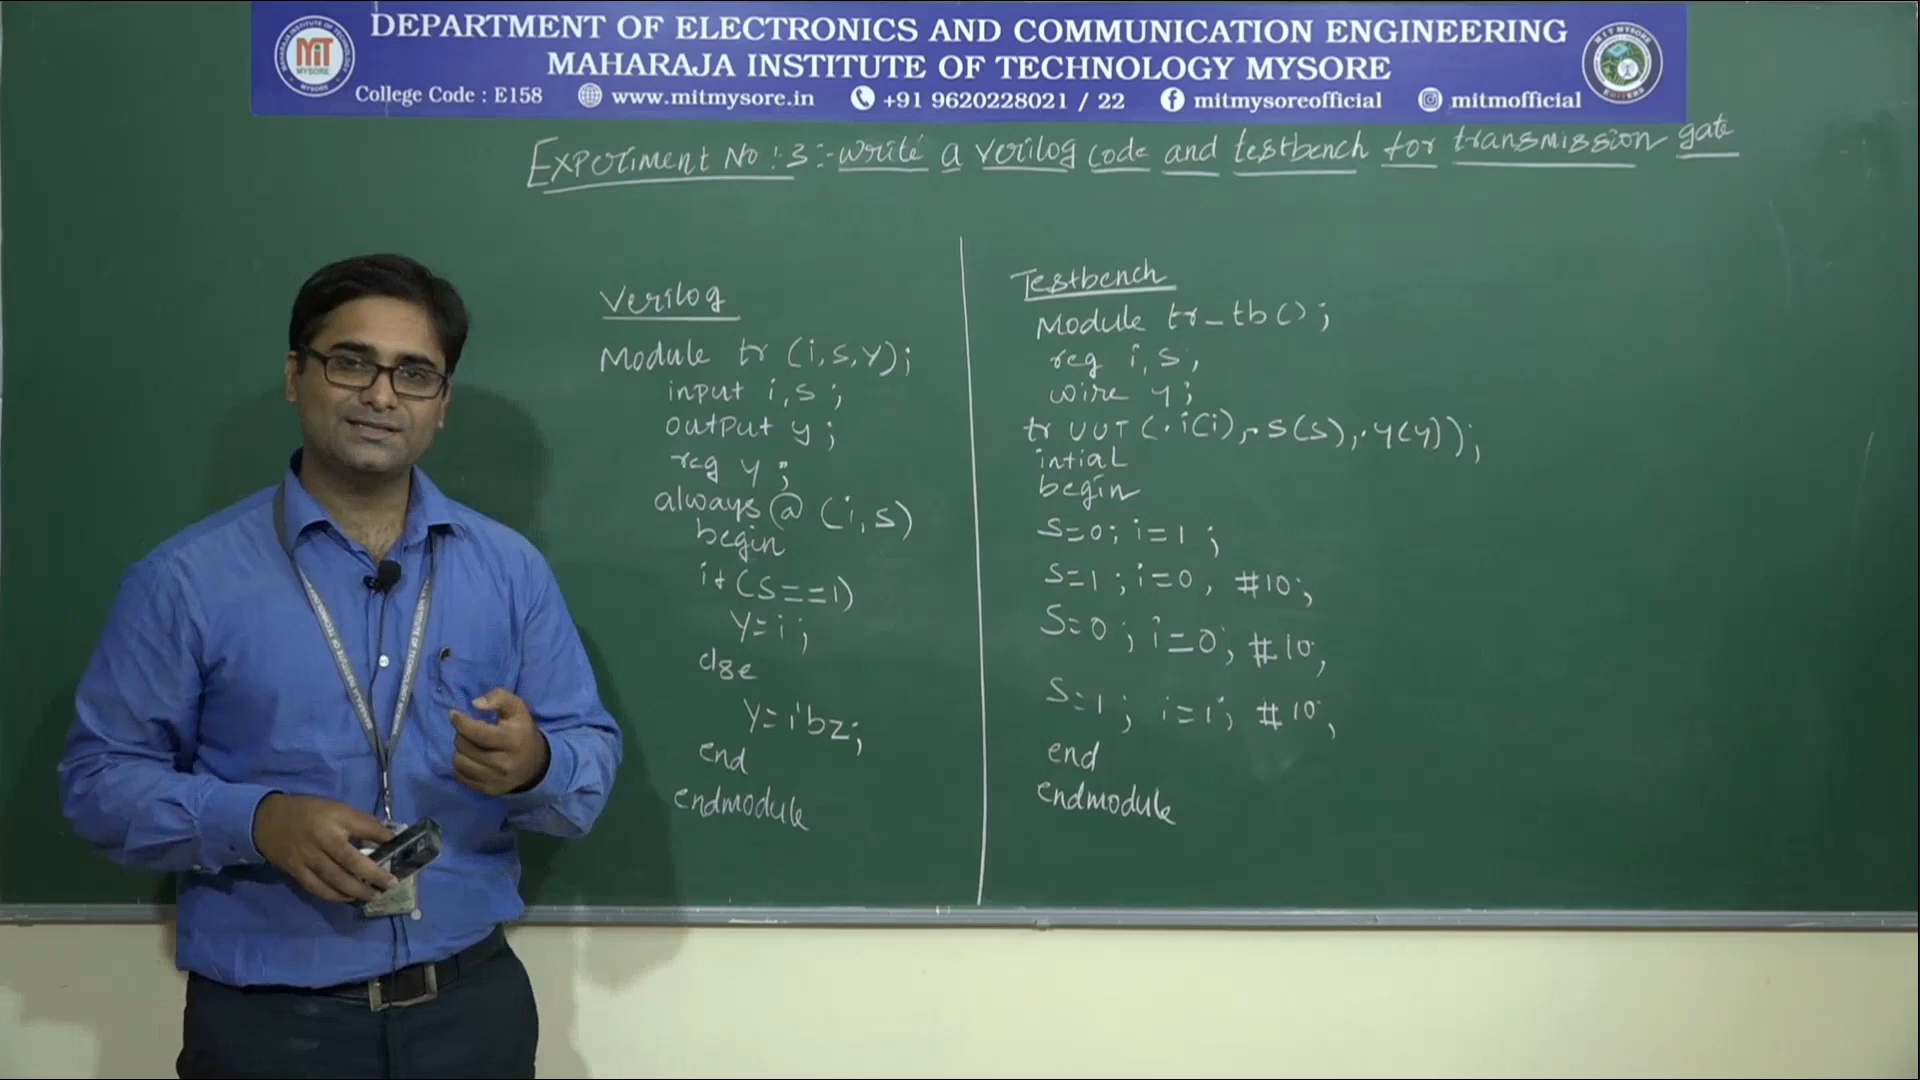 DEPARTMENT OF ELECTRONICS AND COMMUNICATION ENGINEERING
MAHARAJA INSTITUTE OF TECHNOLOGY MYSORE
College Code : E158 www.mitmysore.in +91 9620228021 / 22 mitmysoreofficial mitmofficial
MIT
MYSORE
Experiment No :3:- write a verilog code and testbench for transmission gate
Verilog
Module tr (i,s,y);
input i,s;
output y;
reg y;
always@ (i,s)
begin
if(s==1)
y=i;
else
y=i'bz;
end
endmodule
Testbench
Module tr_tb();
reg i,s;
wire y;
tr UUT(.i(i),.s(s),.y(y));
intial
begin
s=0; i=1;
s=1; i=0, #10;
s=0; i=0; #10;
s=1; i=1; #10;
end
endmodule